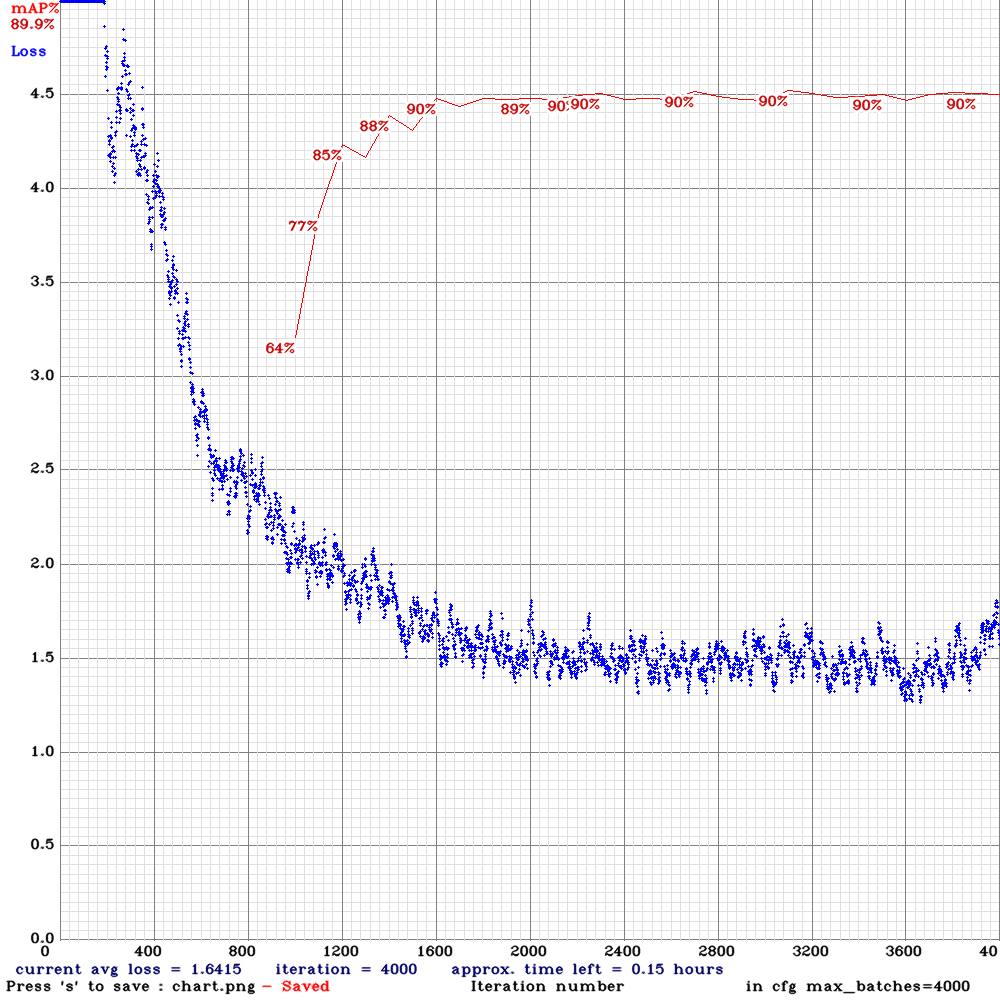 mAP%
89.9%
Loss
4.5
90% 89% 90% 90% 90% 90% 90% 90%
88%
85%
4.0
77%
3.5
64%
3.0
2.5
2.0
1.5
1.0
0.5
0.0
0 400 800 1200 1600 2000 2400 2800 3200 3600 40
current avg loss = 1.6415 iteration = 4000 approx. time left = 0.15 hours
Press 's' to save : chart.png - Saved Iteration number in cfg max_batches=4000